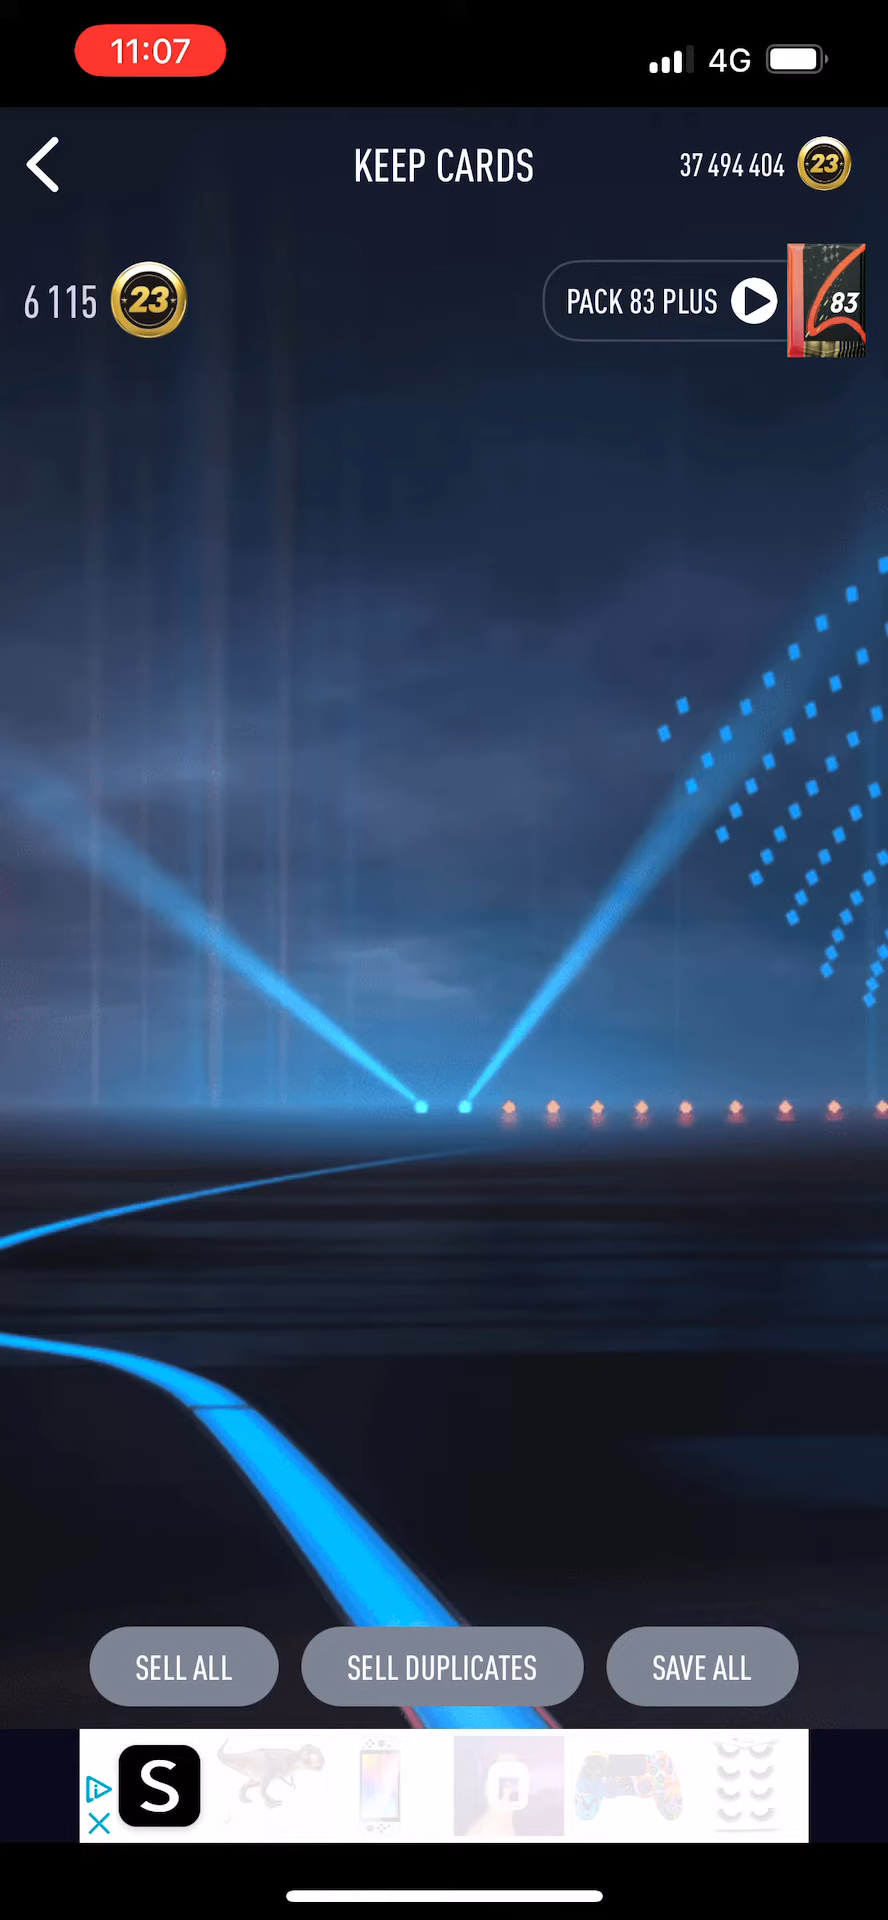 11:07
4G
KEEP CARDS
37 494 404
23
6 115
23
PACK 83 PLUS
83
SELL ALL
SELL DUPLICATES
SAVE ALL
S